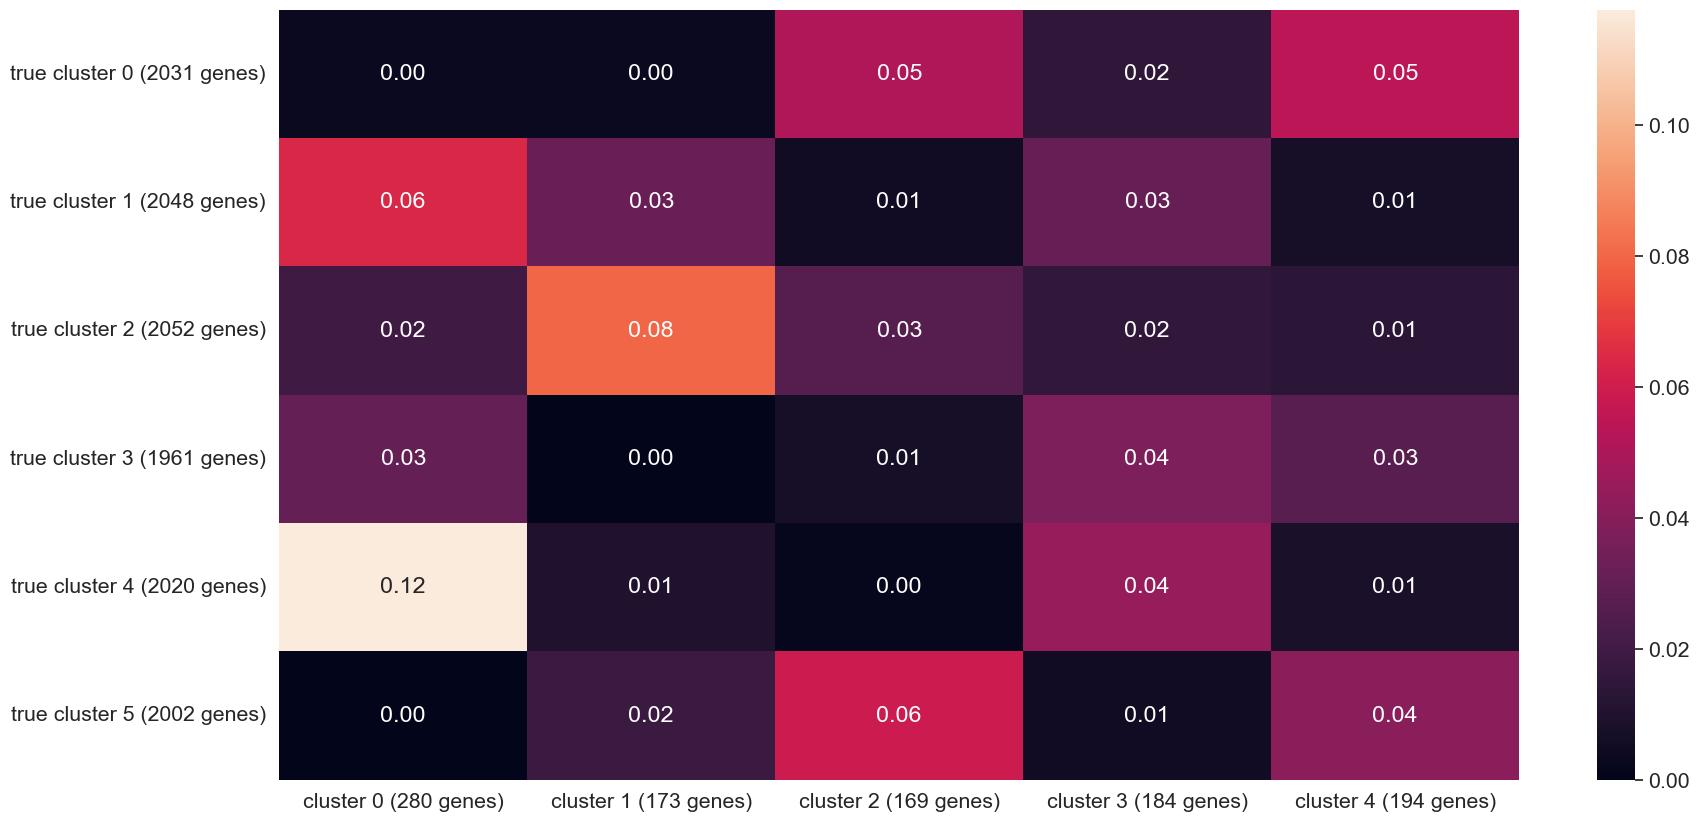 true cluster 0 (2031 genes) 0.00 0.00 0.05 0.02 0.05
0.10
true cluster 1 (2048 genes) 0.06 0.03 0.01 0.03 0.01
0.08
true cluster 2 (2052 genes) 0.02 0.08 0.03 0.02 0.01
0.06
true cluster 3 (1961 genes) 0.03 0.00 0.01 0.04 0.03
0.04
true cluster 4 (2020 genes) 0.12 0.01 0.00 0.04 0.01
0.02
true cluster 5 (2002 genes) 0.00 0.02 0.06 0.01 0.04
0.00
cluster 0 (280 genes) cluster 1 (173 genes) cluster 2 (169 genes) cluster 3 (184 genes) cluster 4 (194 genes)